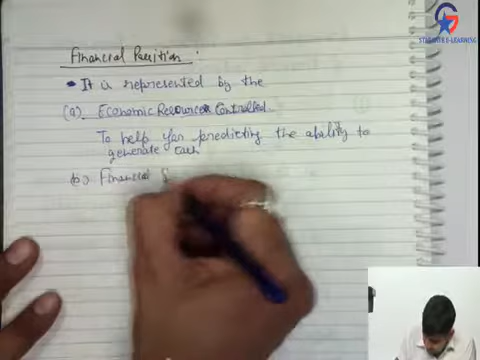 Financial Position :
• It is represented by the
(a). Economic Resources Controlled
To help you predicting the ability to
generate cash
(b) Financial S
STUDENTS E-LEARNING